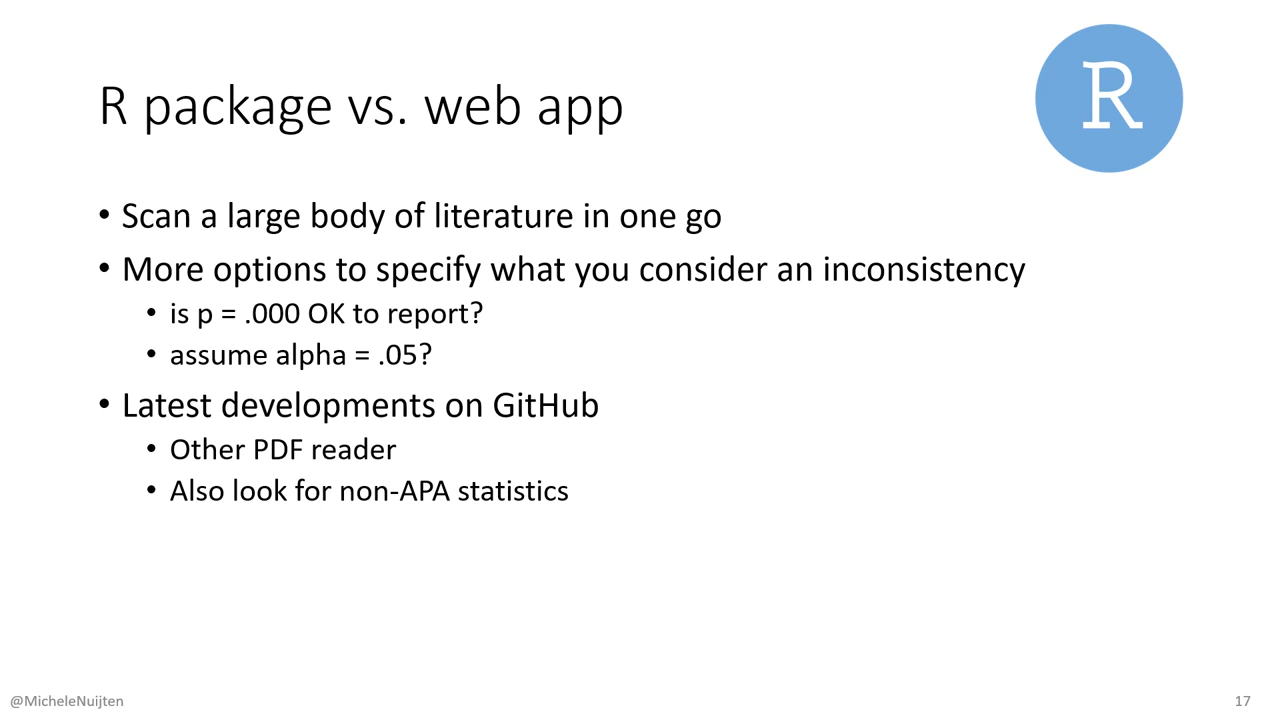 R package vs. web app
R
• Scan a large body of literature in one go
• More options to specify what you consider an inconsistency
• is p = .000 OK to report?
• assume alpha = .05?
• Latest developments on GitHub
• Other PDF reader
• Also look for non-APA statistics
@MicheleNuijten
17